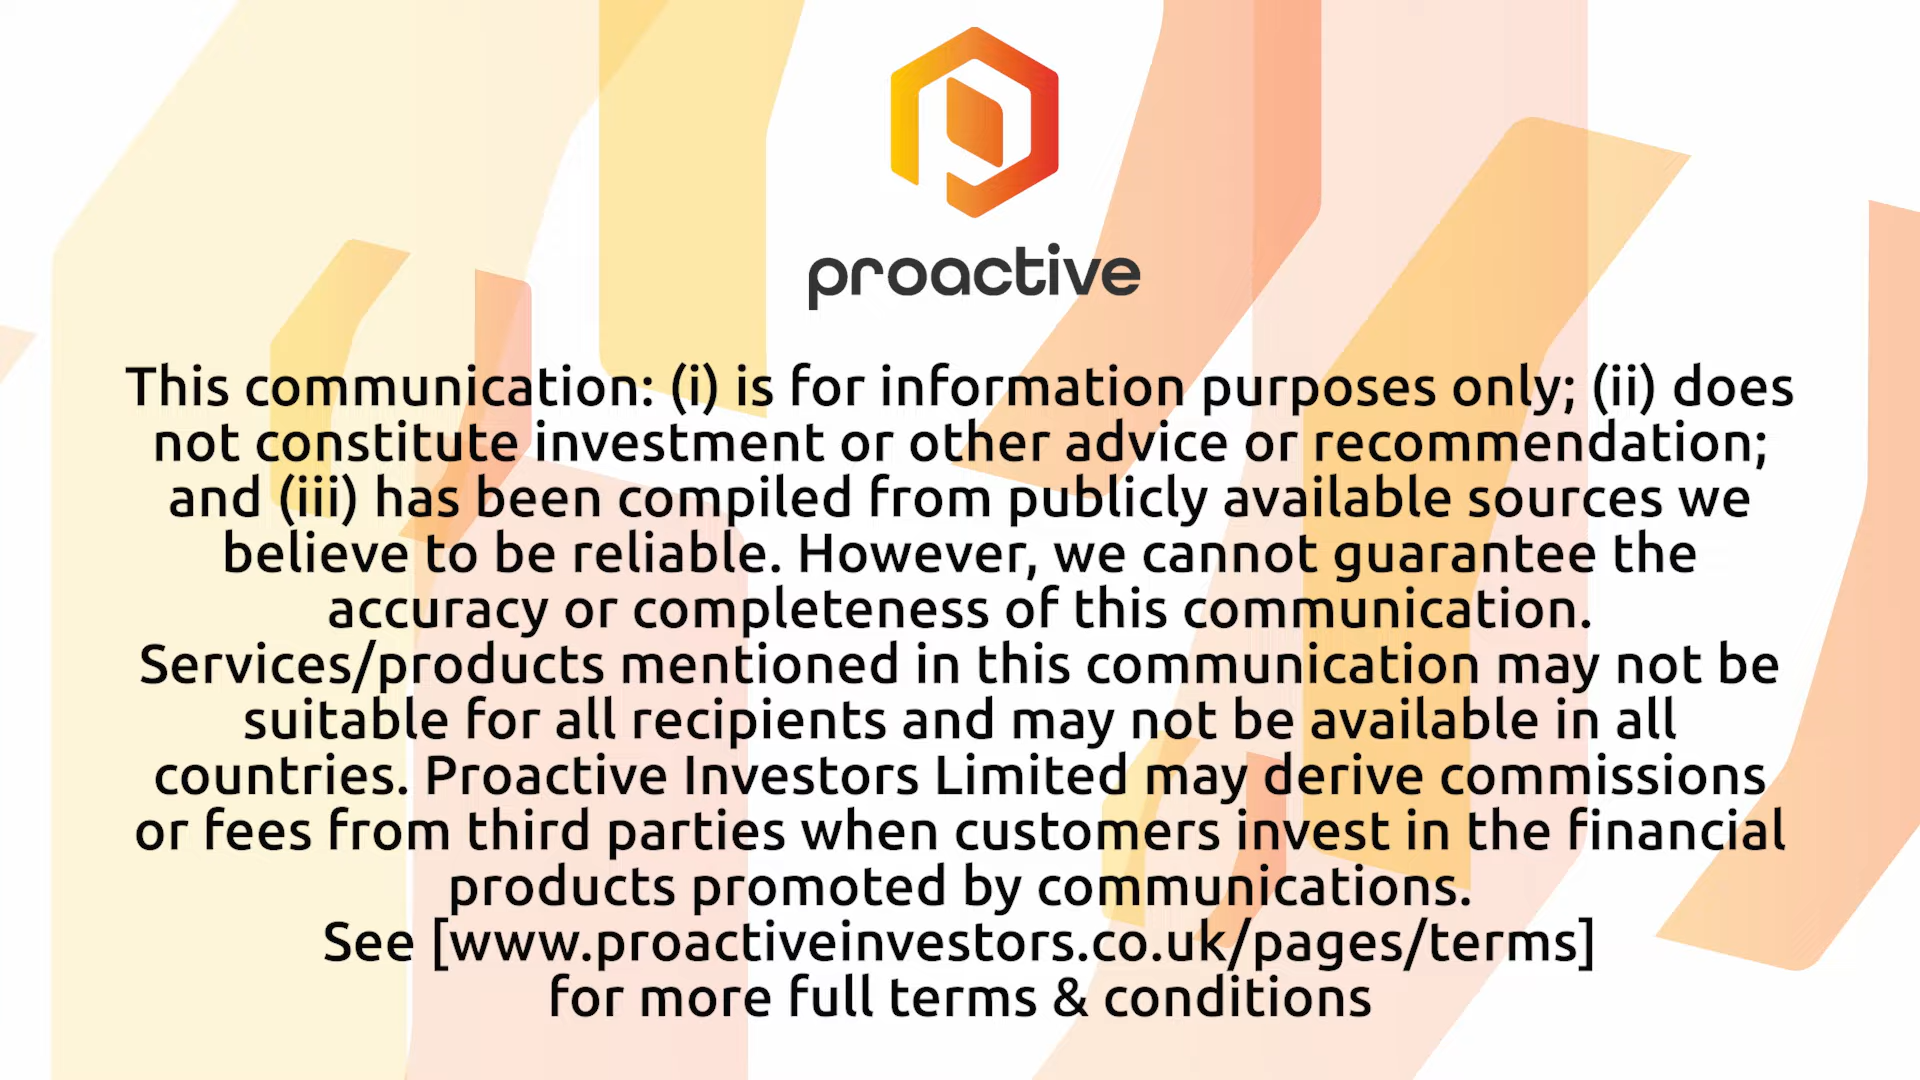 proactive
This communication: (i) is for information purposes only; (ii) does
not constitute investment or other advice or recommendation;
and (iii) has been compiled from publicly available sources we
believe to be reliable. However, we cannot guarantee the
accuracy or completeness of this communication.
Services/products mentioned in this communication may not be
suitable for all recipients and may not be available in all
countries. Proactive Investors Limited may derive commissions
or fees from third parties when customers invest in the financial
products promoted by communications.
See [www.proactiveinvestors.co.uk/pages/terms]
for more full terms & conditions